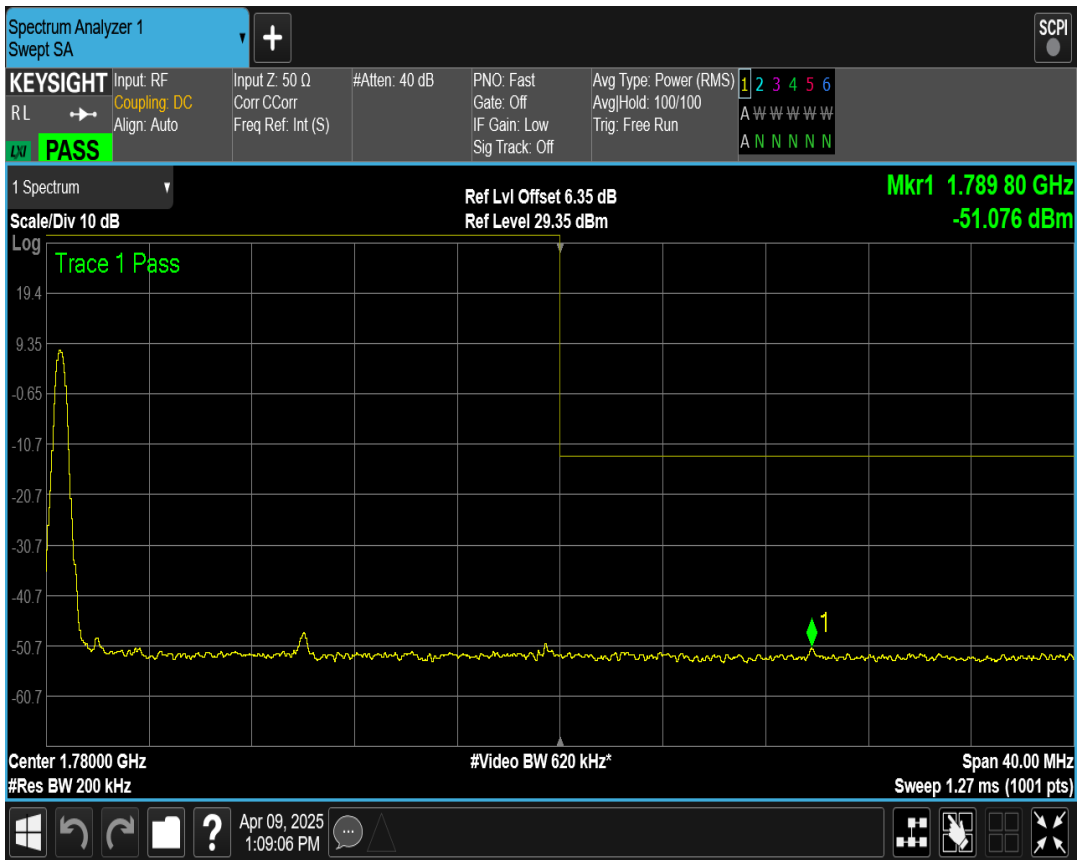 Spectrum Analyzer 1
Swept SA
+
SCPI
KEYSIGHT
RL
LXI PASS
Input: RF
Coupling: DC
Align: Auto
Input Z: 50 Ω
Corr CCorr
Freq Ref: Int (S)
#Atten: 40 dB
PNO: Fast
Gate: Off
IF Gain: Low
Sig Track: Off
Avg Type: Power (RMS)
Avg|Hold: 100/100
Trig: Free Run
1 2 3 4 5 6
A W W W W W
A N N N N N
1 Spectrum
Scale/Div 10 dB
Ref Lvl Offset 6.35 dB
Ref Level 29.35 dBm
Mkr1 1.789 80 GHz
-51.076 dBm
Log
Trace 1 Pass
19.4
9.35
-0.65
-10.7
-20.7
-30.7
-40.7
-50.7
-60.7
1
Center 1.78000 GHz
#Res BW 200 kHz
#Video BW 620 kHz*
Span 40.00 MHz
Sweep 1.27 ms (1001 pts)
?
Apr 09, 2025
1:09:06 PM